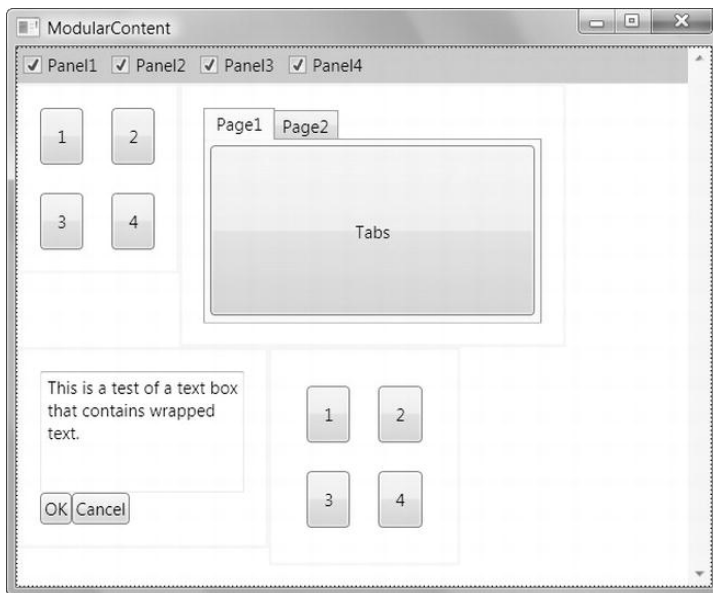 ModularContent
Panel1 Panel2 Panel3 Panel4
1 2
3 4
Page1 Page2
Tabs
This is a test of a text box
that contains wrapped
text.
OK Cancel
1 2
3 4